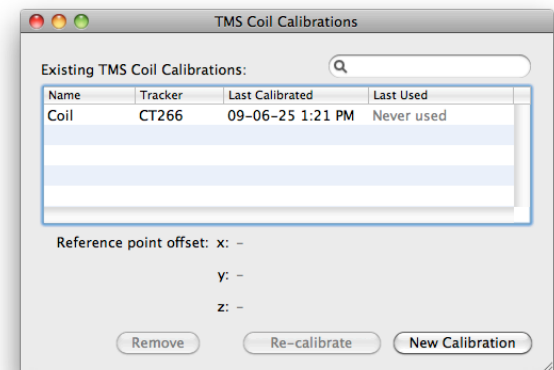 TMS Coil Calibrations
Existing TMS Coil Calibrations:
Name Tracker Last Calibrated Last Used
Coil CT266 09-06-25 1:21 PM Never used
Reference point offset: x: -
y: -
z: -
Remove Re-calibrate New Calibration